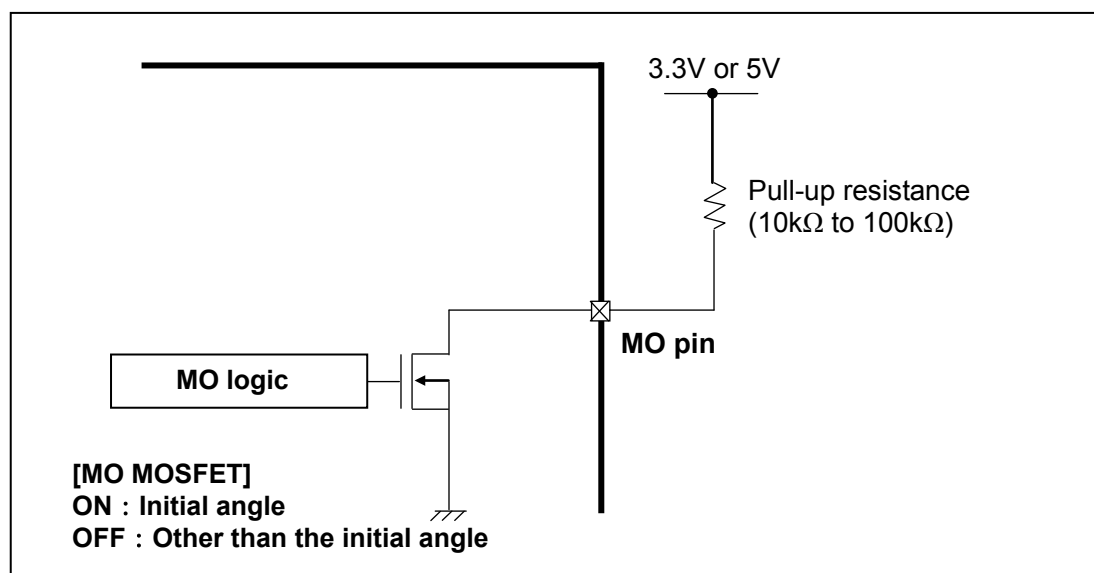 3.3V or 5V
Pull-up resistance
(10kΩ to 100kΩ)
MO pin
MO logic
[MO MOSFET]
ON : Initial angle
OFF : Other than the initial angle